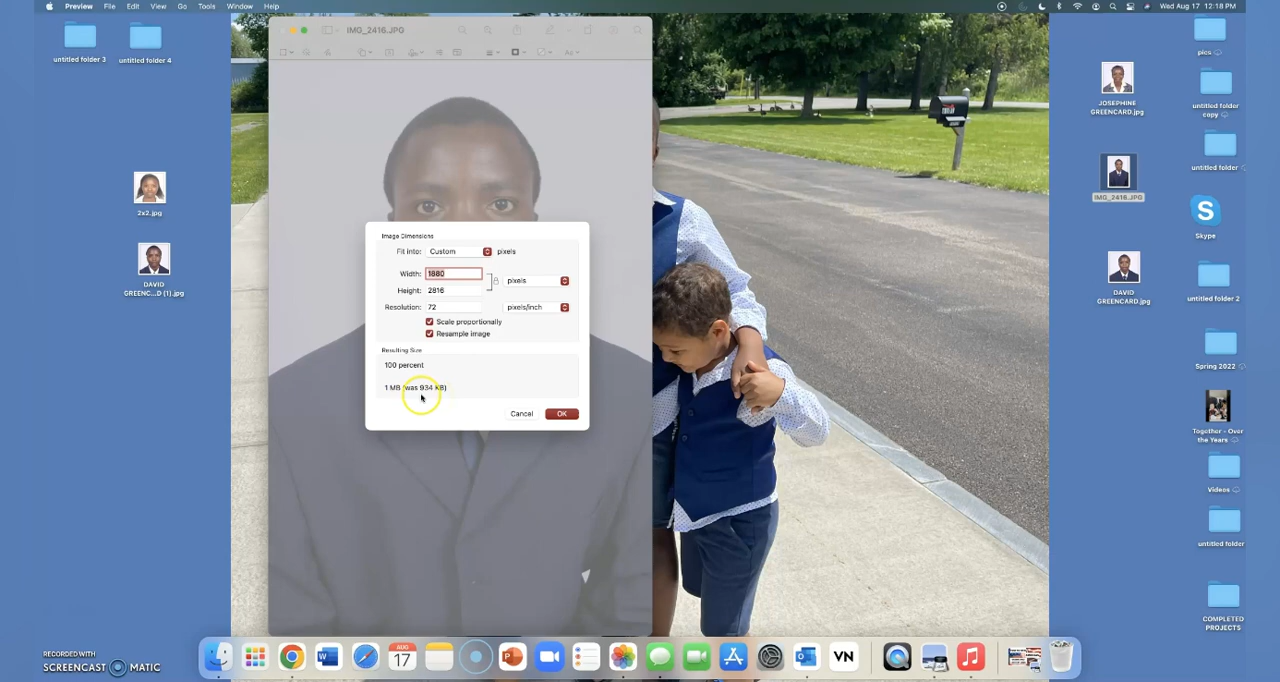 Preview File Edit View Go Tools Window Help
Wed Aug 17 12:18 PM
IMG_2416.JPG
untitled folder 3
untitled folder 4
2x2.jpg
DAVID
GREENC...D (1).jpg
Image Dimensions
Fit into: Custom pixels
Width: 1880
pixels
Height: 2816
Resolution: 72 pixels/inch
Scale proportionally
Resample image
Resulting Size
100 percent
1 MB (was 934 KB)
Cancel OK
JOSEPHINE
GREENCARD.jpg
IMG_2416.JPG
DAVID
GREENCARD.jpg
pics
untitled folder
copy
untitled folder
S
Skype
untitled folder 2
Spring 2022
Together - Over
the Years
Videos
untitled folder
COMPLETED
PROJECTS
RECORDED WITH
SCREENCAST MATIC
AUG
17
W
P
VN